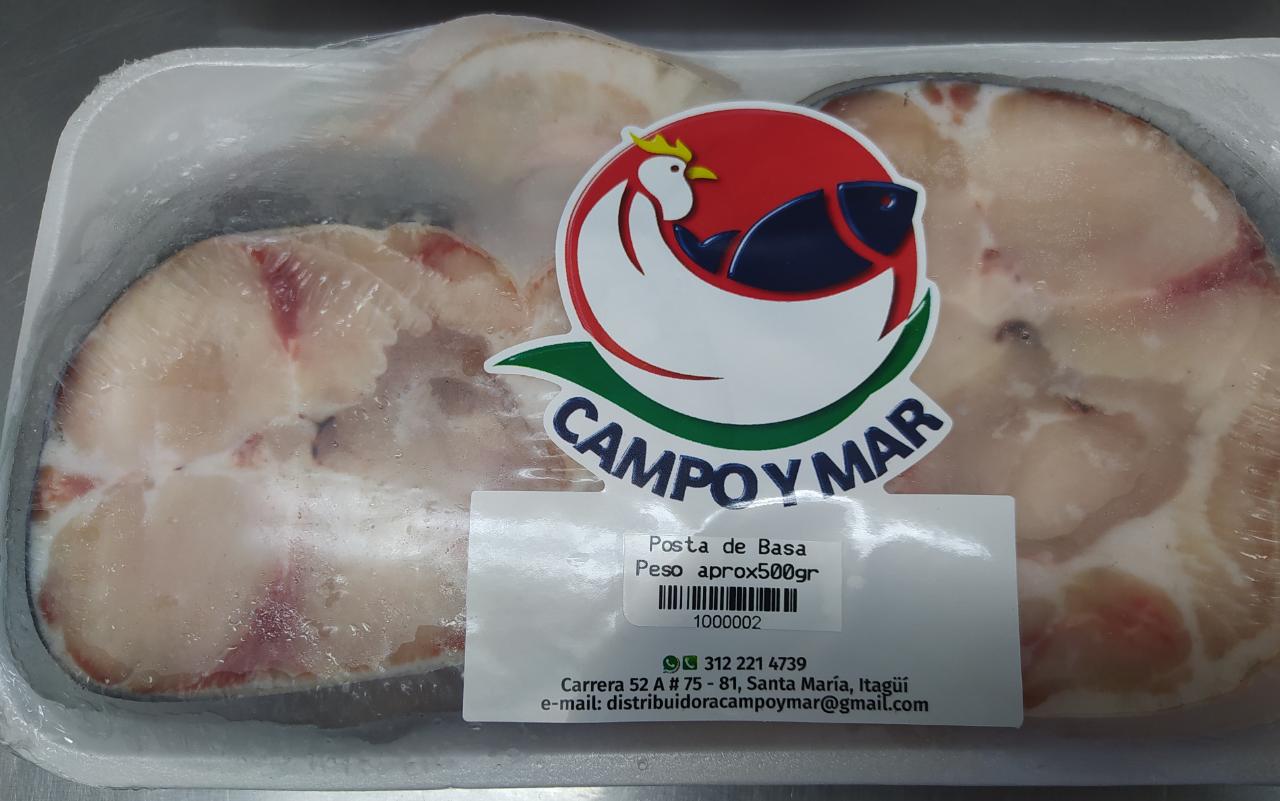 CAMPO Y MAR
Posta de Basa
Peso aprox500gr
1000002
312 221 4739
Carrera 52 A # 75 - 81, Santa María, Itagüí
e-mail: distribuidoracampoymar@gmail.com